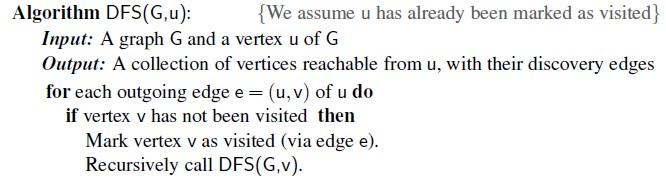 Algorithm DFS(G,u): {We assume u has already been marked as visited}
Input: A graph G and a vertex u of G
Output: A collection of vertices reachable from u, with their discovery edges
for each outgoing edge e = (u,v) of u do
if vertex v has not been visited then
Mark vertex v as visited (via edge e).
Recursively call DFS(G,v).